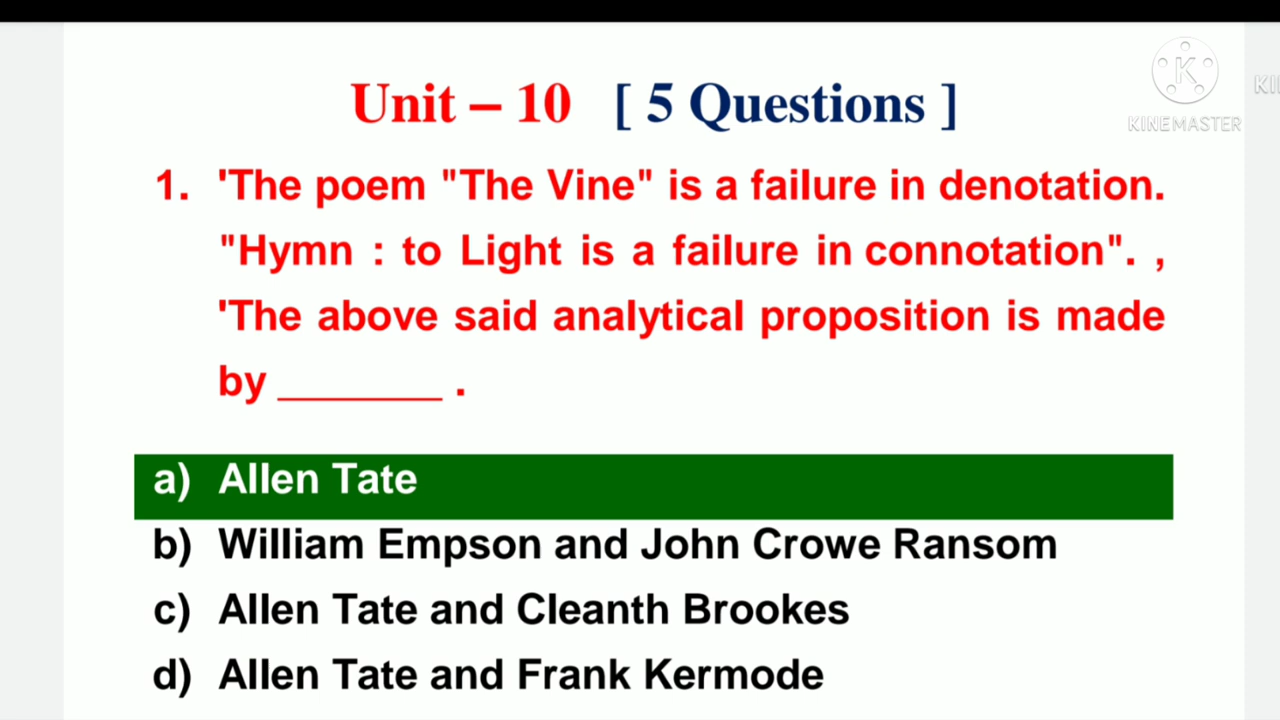 Unit – 10 [ 5 Questions ]
K
KINEMASTER
KI
1. 'The poem "The Vine" is a failure in denotation.
"Hymn : to Light is a failure in connotation". ,
'The above said analytical proposition is made
by _______ .
a) Allen Tate
b) William Empson and John Crowe Ransom
c) Allen Tate and Cleanth Brookes
d) Allen Tate and Frank Kermode